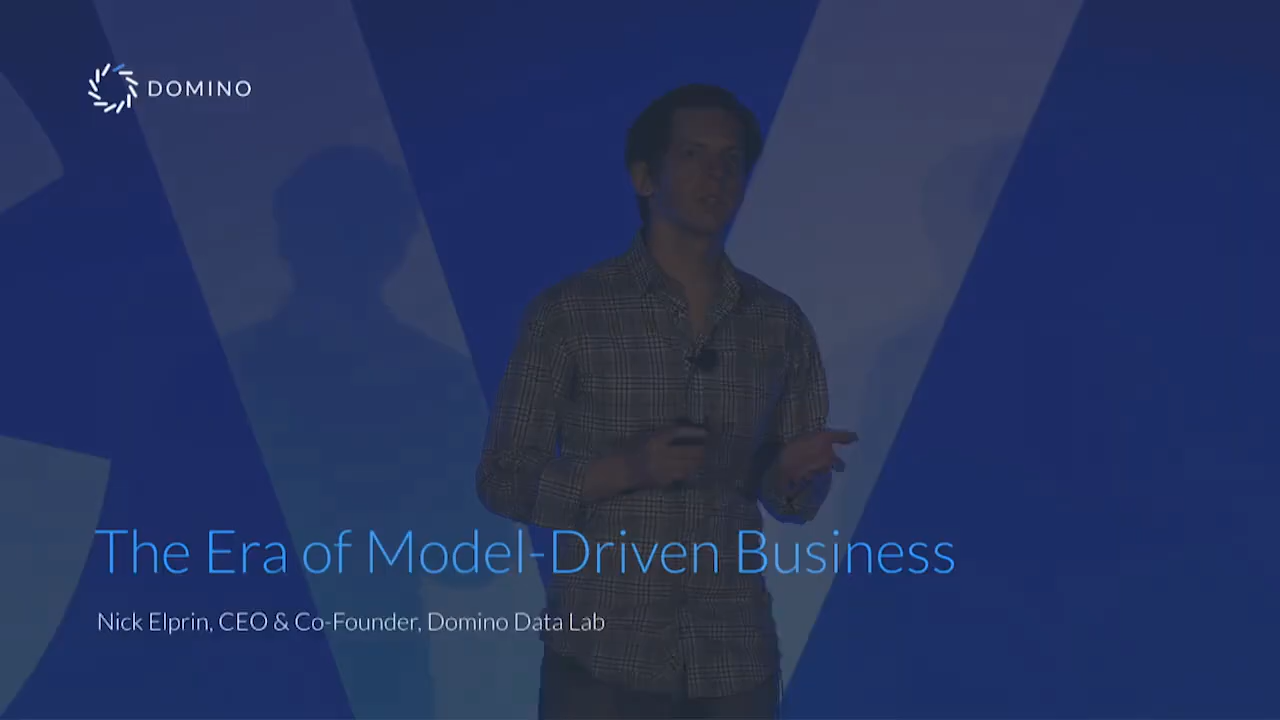 DOMINO
The Era of Model-Driven Business
Nick Elprin, CEO & Co-Founder, Domino Data Lab